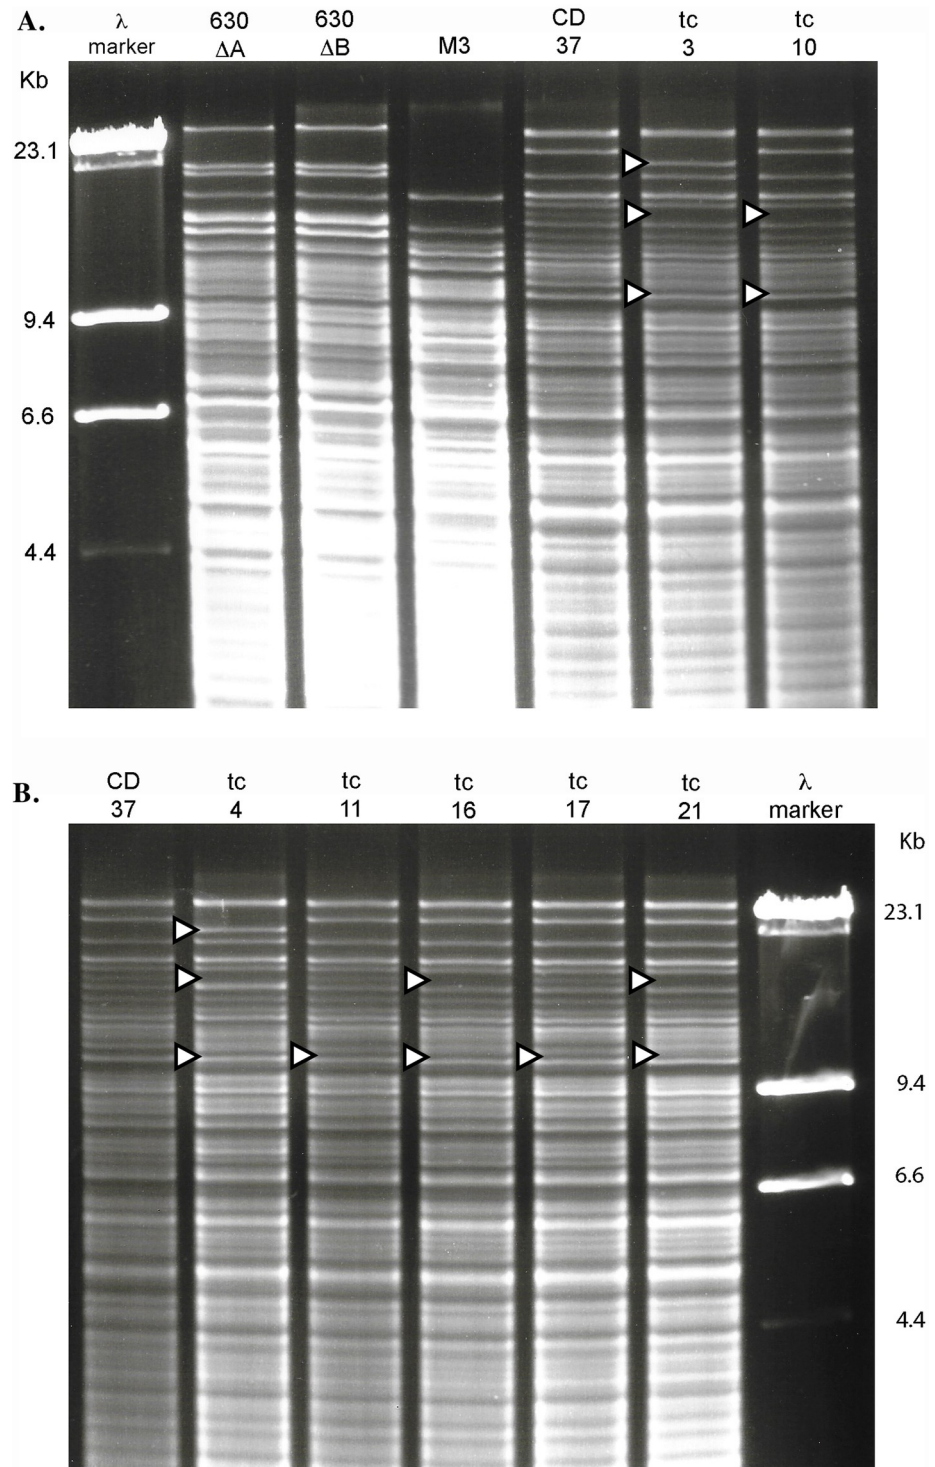 A.
λ 630 630 CD tc tc
marker ΔA ΔB M3 37 3 10
Kb
23.1
9.4
6.6
4.4
B.
CD tc tc tc tc tc λ
37 4 11 16 17 21 marker
Kb
23.1
9.4
6.6
4.4